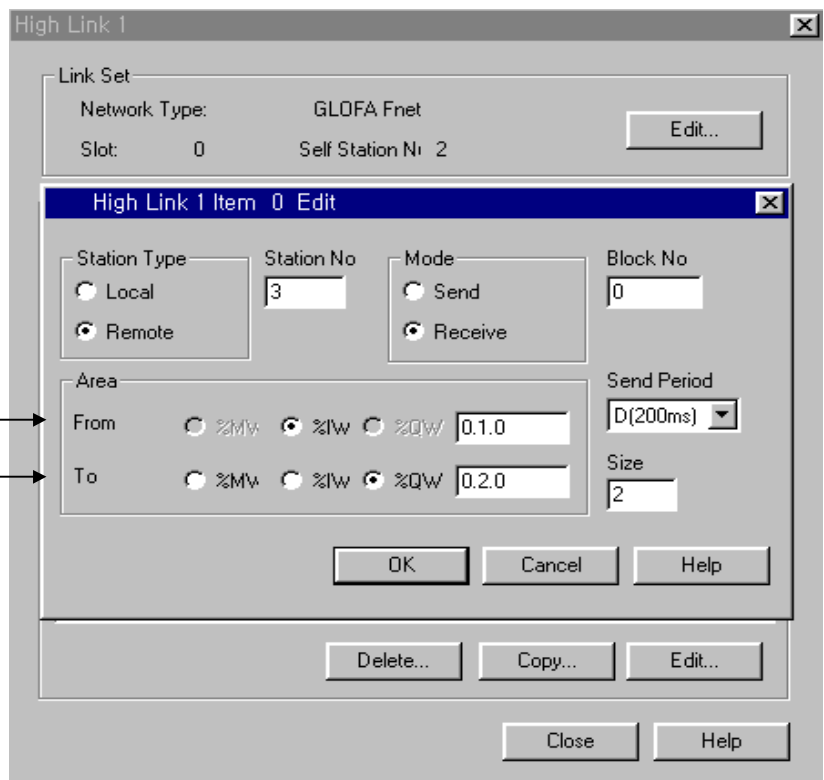 High Link 1
Link Set
Network Type: GLOFA Fnet
Slot: 0 Self Station N 2
Edit...
High Link 1 Item 0 Edit
Station Type
Local
Remote
Station No
3
Mode
Send
Receive
Block No
0
Area
From %MW %IW %QW 0.1.0
To %MW %IW %QW 0.2.0
Send Period
D(200ms)
Size
2
OK Cancel Help
Delete... Copy... Edit...
Close Help